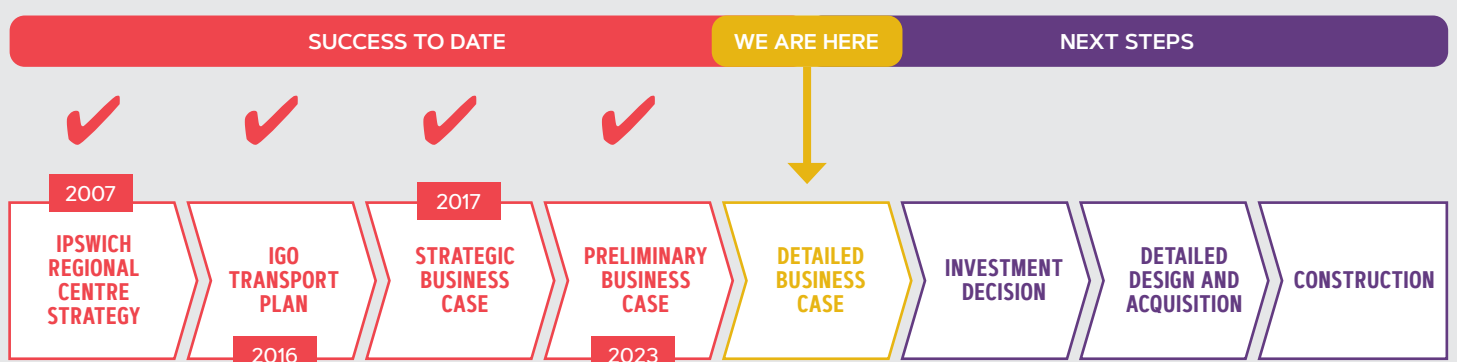 SUCCESS TO DATE
WE ARE HERE
NEXT STEPS
2007
IPSWICH
REGIONAL
CENTRE
STRATEGY
IGO
TRANSPORT
PLAN
2016
2017
STRATEGIC
BUSINESS
CASE
PRELIMINARY
BUSINESS
CASE
2023
DETAILED
BUSINESS
CASE
INVESTMENT
DECISION
DETAILED
DESIGN AND
ACQUISITION
CONSTRUCTION